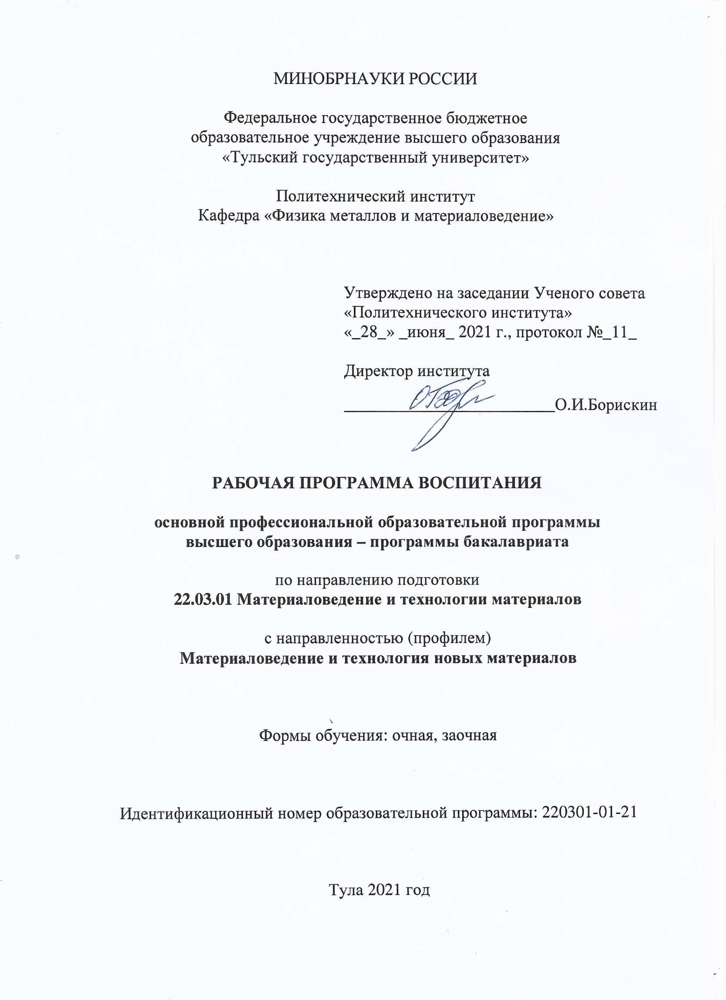 МИНОБРНАУКИ РОССИИ
Федеральное государственное бюджетное
образовательное учреждение высшего образования
«Тульский государственный университет»
Политехнический институт
Кафедра «Физика металлов и материаловедение»
Утверждено на заседании Ученого совета
«Политехнического института»
«_28_» _июня_ 2021 г., протокол №_11_
Директор института
О.И.Борискин
РАБОЧАЯ ПРОГРАММА ВОСПИТАНИЯ
основной профессиональной образовательной программы
высшего образования – программы бакалавриата
по направлению подготовки
22.03.01 Материаловедение и технологии материалов
с направленностью (профилем)
Материаловедение и технология новых материалов
Формы обучения: очная, заочная
Идентификационный номер образовательной программы: 220301-01-21
Тула 2021 год